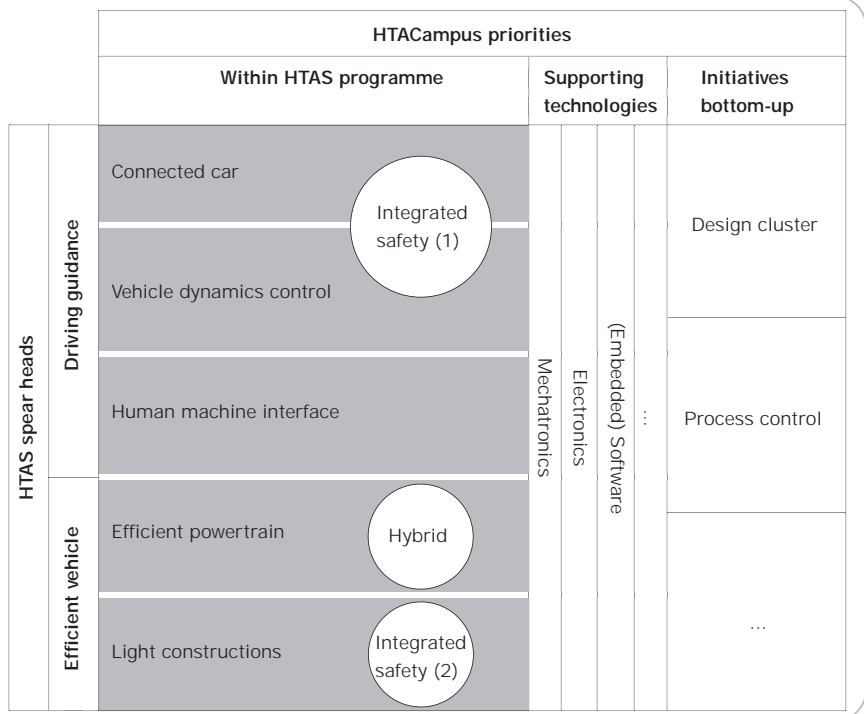 HTACampus priorities
Within HTAS programme
Supporting
technologies
Initiatives
bottom-up
HTAS spear heads
Driving guidance
Connected car
Integrated
safety (1)
Vehicle dynamics control
Human machine interface
Efficient vehicle
Efficient powertrain
Hybrid
Light constructions
Integrated
safety (2)
Mechatronics
Electronics
(Embedded) Software
...
Design cluster
Process control
...